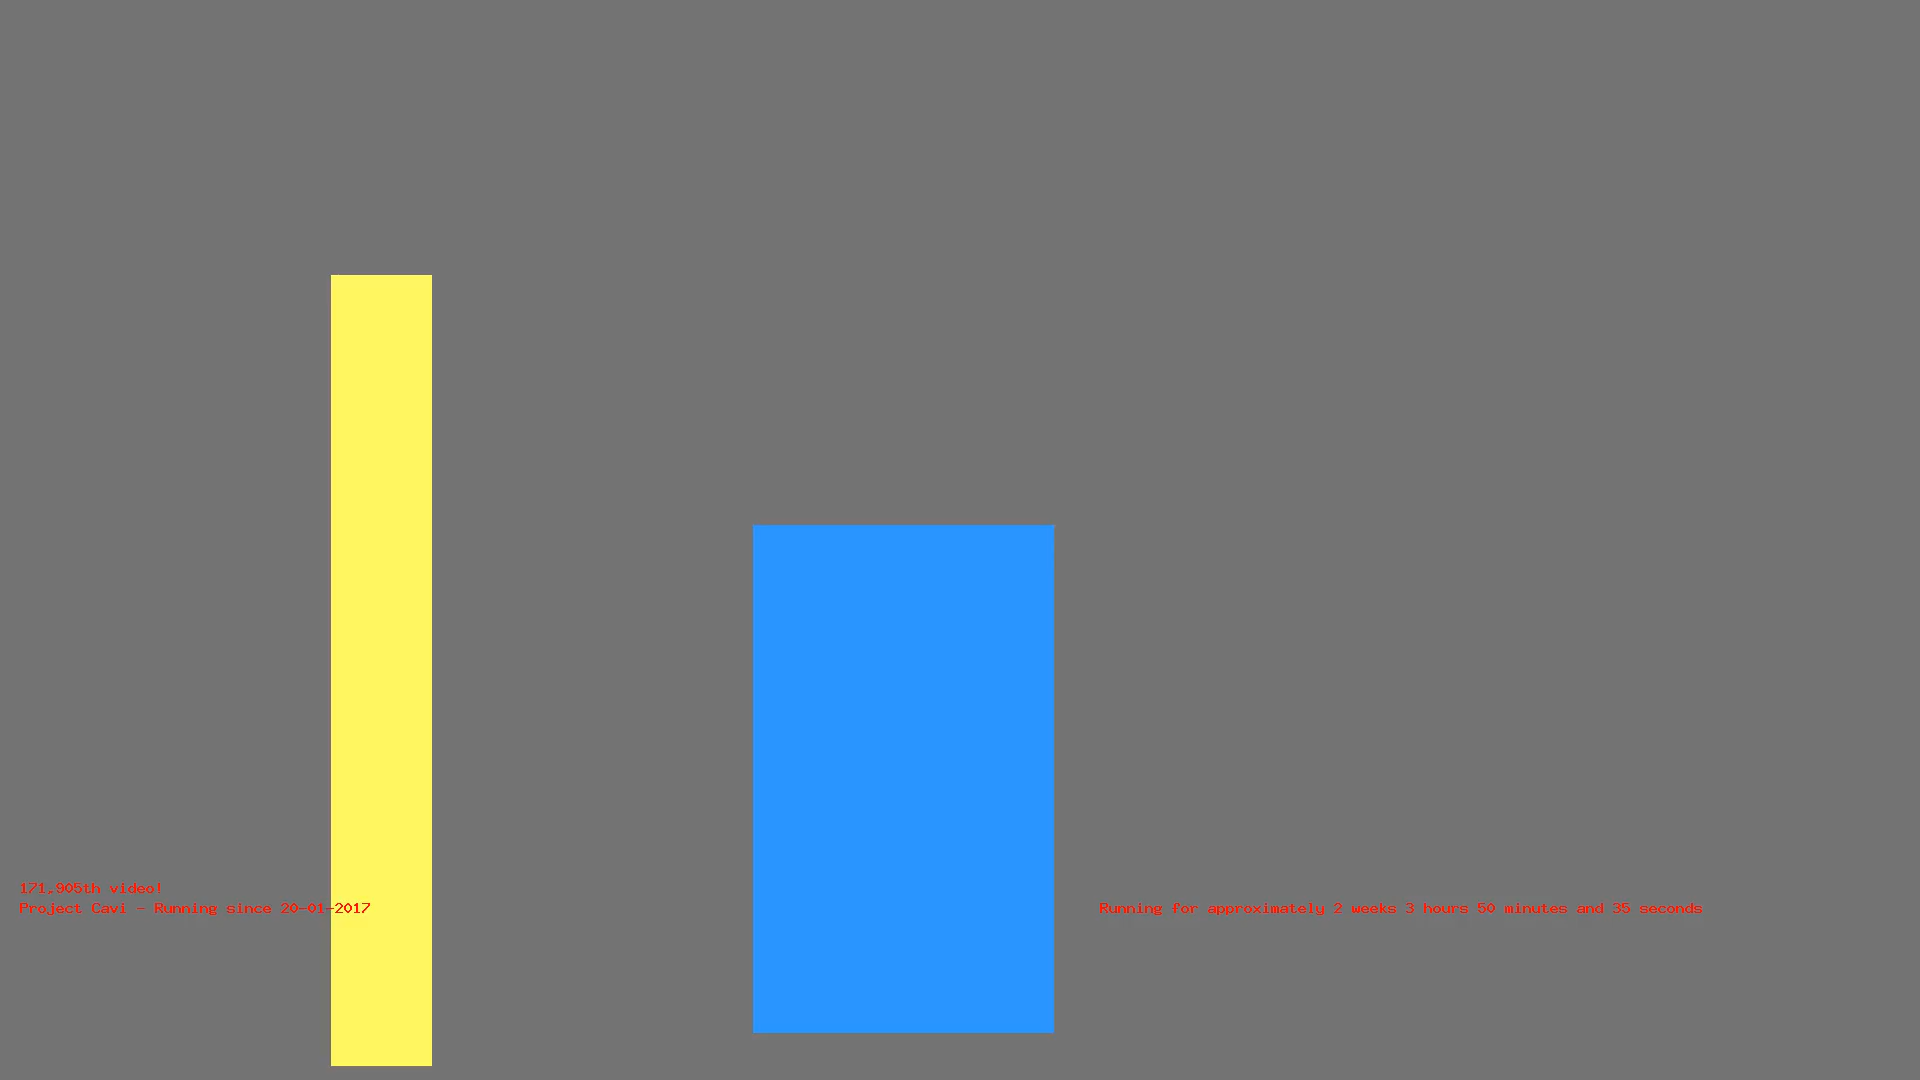 171,905th video!
Project Cavi - Running since 20-01-2017
Running for approximately 2 weeks 3 hours 50 minutes and 35 seconds